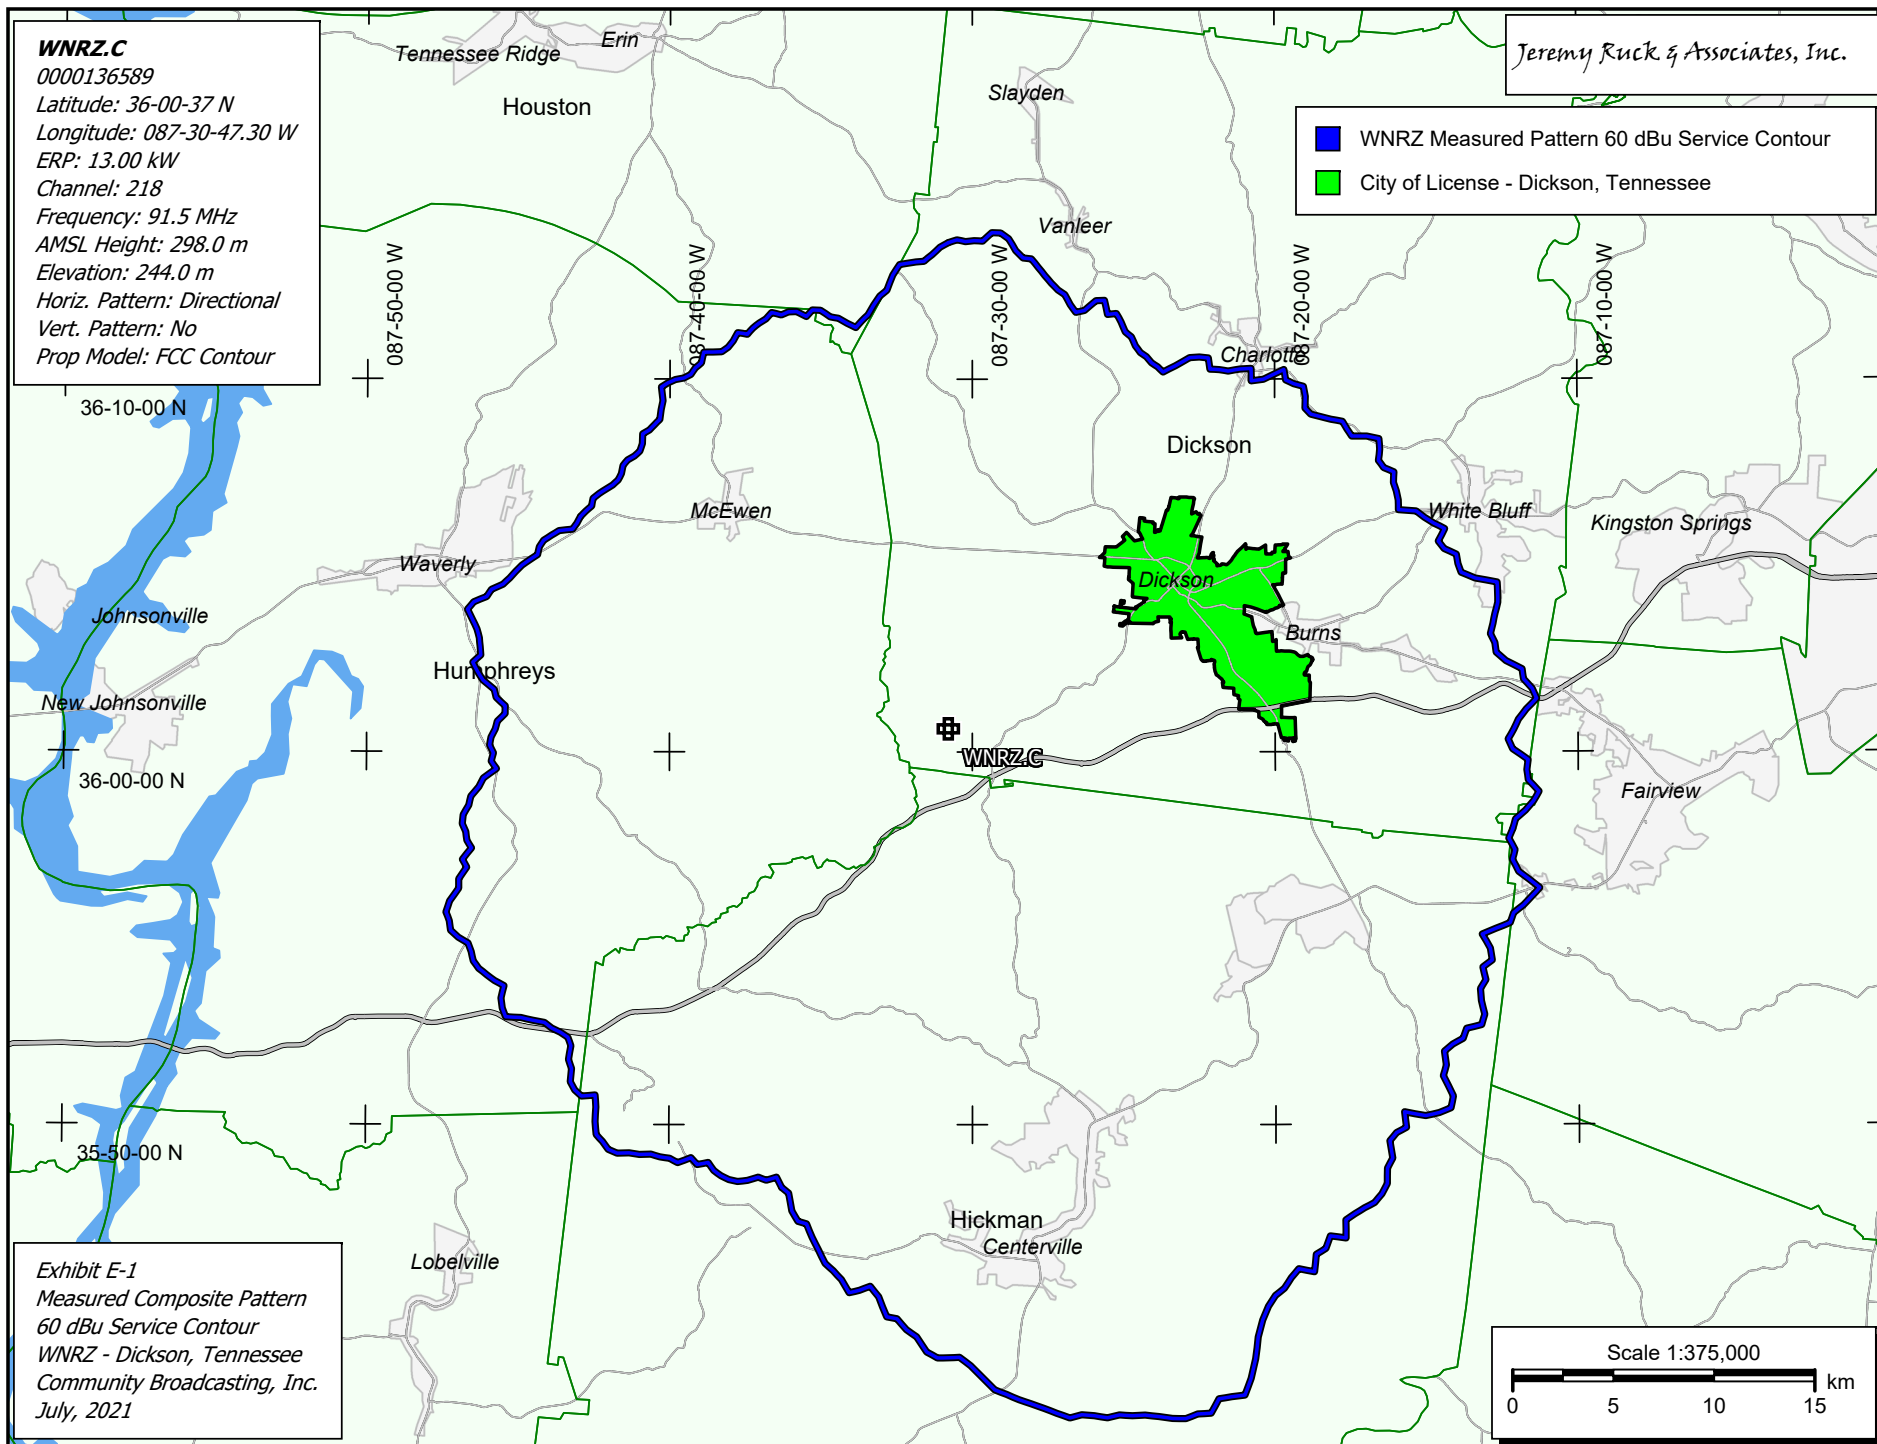 WNRZ.C
0000136589
Latitude: 36-00-37 N
Longitude: 087-30-47.30 W
ERP: 13.00 kW
Channel: 218
Frequency: 91.5 MHz
AMSL Height: 298.0 m
Elevation: 244.0 m
Horiz. Pattern: Directional
Vert. Pattern: No
Prop Model: FCC Contour
Jeremy Ruck & Associates, Inc.
WNRZ Measured Pattern 60 dBu Service Contour
City of License - Dickson, Tennessee
Tennessee Ridge
Erin
Houston
Slayden
Vanleer
087-50-00 W
087-40-00 W
087-30-00 W
087-20-00 W
087-10-00 W
Charlotte
36-10-00 N
Dickson
McEwen
White Bluff
Kingston Springs
Waverly
Dickson
Johnsonville
Burns
Humphreys
New Johnsonville
WNRZ.C
36-00-00 N
Fairview
35-50-00 N
Hickman
Centerville
Lobelville
Exhibit E-1
Measured Composite Pattern
60 dBu Service Contour
WNRZ - Dickson, Tennessee
Community Broadcasting, Inc.
July, 2021
Scale 1:375,000
km
0 5 10 15